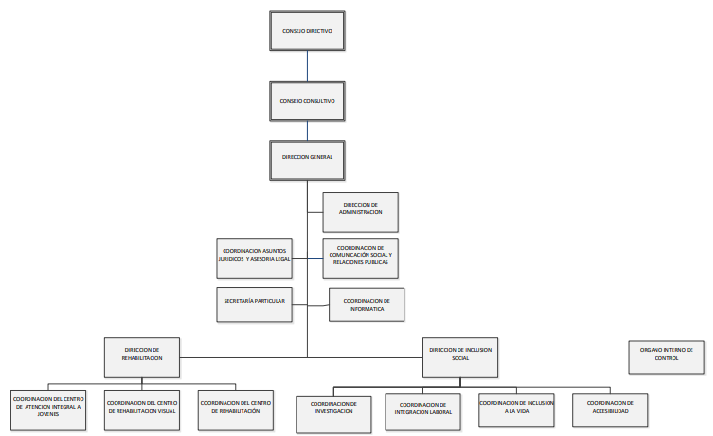 CONSEJO DIRECTIVO
CONSEJO CONSULTIVO
DIRECCION GENERAL
DIRECCION DE
ADMINISTRACION
COORDINACION ASUNTOS
JURIDICOS Y ASESORIA LEGAL
COORDINACION DE
COMUNICACIÓN SOCIAL Y
RELACIONES PUBLICAS
SECRETARÍA PARTICULAR
COORDINACION DE
INFORMATICA
DIRECCION DE
REHABILITACION
DIRECCION DE INCLUSION
SOCIAL
ORGANO INTERNO DE
CONTROL
COORDINACION DEL CENTRO
DE ATENCION INTEGRAL A
JOVENES
COORDINACION DEL CENTRO
DE REHABILITACION VISUAL
COORDINACION DEL CENTRO
DE REHABILITACIÓN
COORDINACION DE
INVESTIGACION
COORDINACION DE
INTEGRACION LABORAL
COORDINACION DE INCLUSION
A LA VIDA
COORDINACION DE
ACCESIBILIDAD